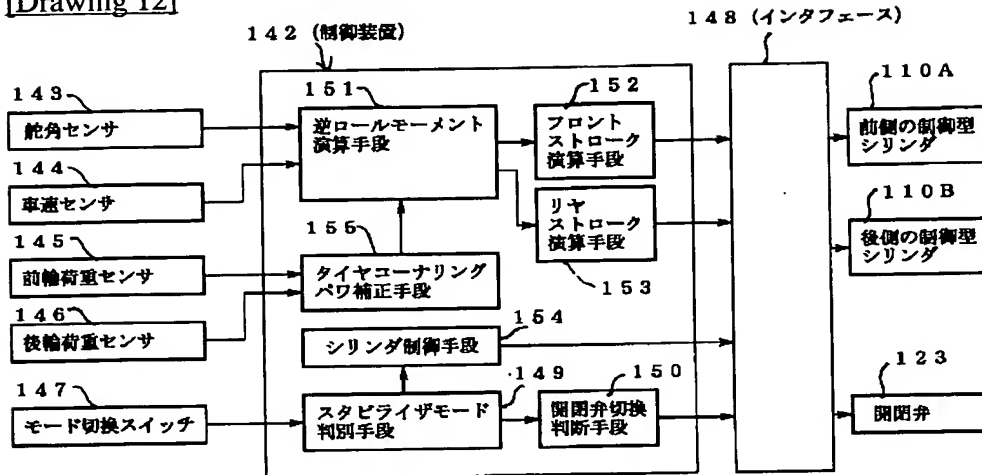 [Drawing 12]
142 (制御装置)
148 (インタフェース)
143
舵角センサ
144
車速センサ
145
前輪荷重センサ
146
後輪荷重センサ
147
モード切換スイッチ
151
逆ロールモーメント
演算手段
152
フロント
ストローク
演算手段
リヤ
ストローク
演算手段
153
155
タイヤコーナリング
パワ補正手段
154
シリンダ制御手段
149
スタビライザモード
判別手段
150
開閉弁切換
判断手段
110A
前側の制御型
シリンダ
110B
後側の制御型
シリンダ
123
開閉弁